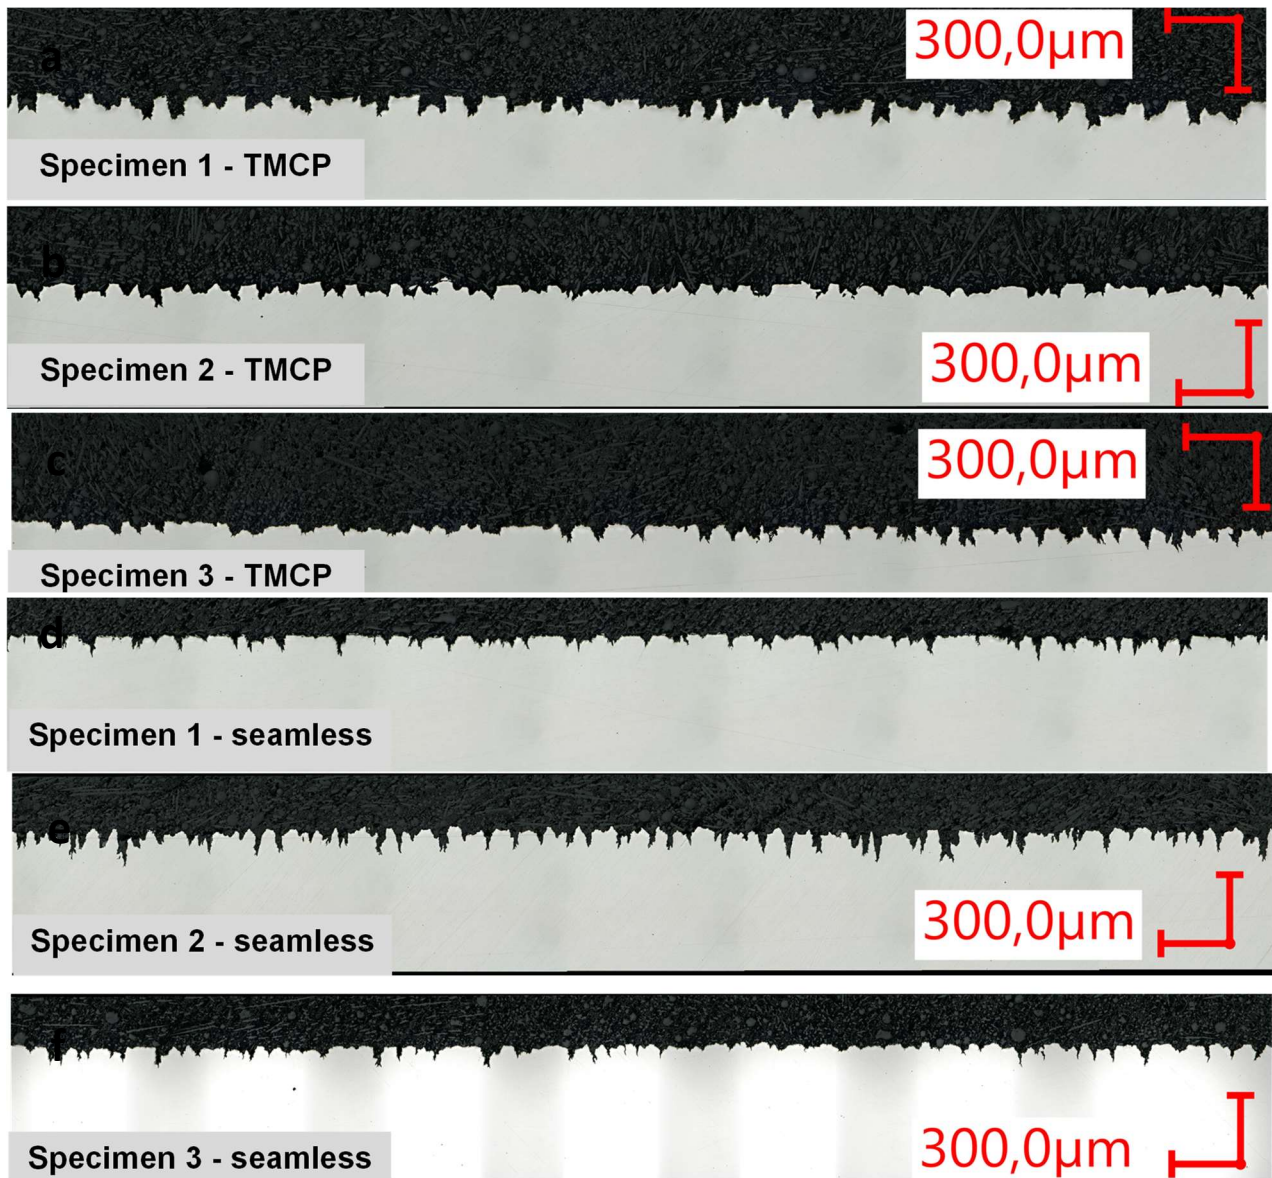 a
300,0µm
Specimen 1 - TMCP
b
Specimen 2 - TMCP
300,0µm
c
300,0µm
Specimen 3 - TMCP
d
Specimen 1 - seamless
e
300,0µm
Specimen 2 - seamless
f
300,0µm
Specimen 3 - seamless